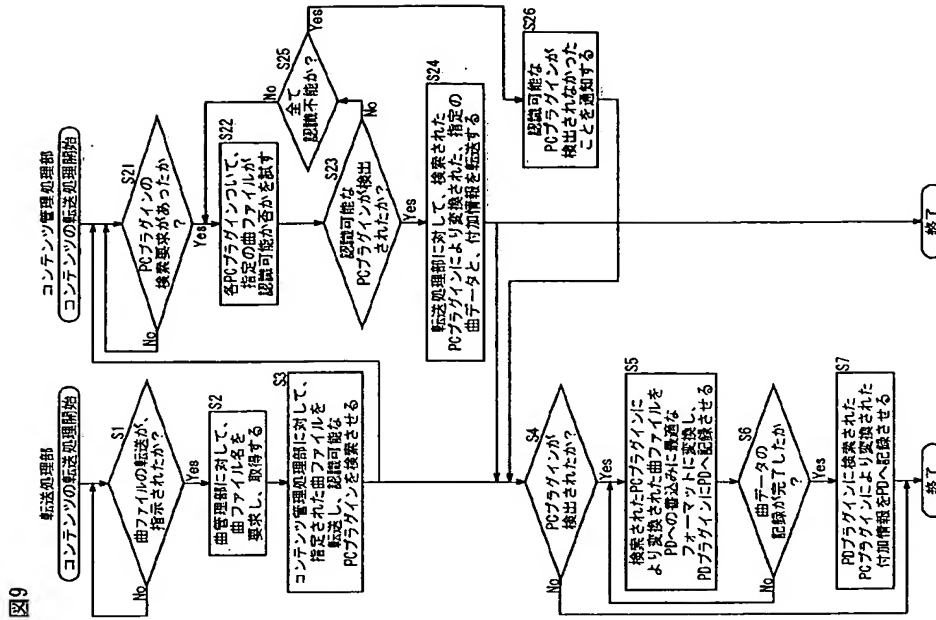 図9
転送処理部
コンテンツの転送処理開始
S1
曲ファイルの転送が、
指示されたか?
No
Yes
S2
曲管理部に対して、
曲ファイル名を
要求し、取得する
S3
コンテンツ管理処理部に対して、
指定された曲ファイルを
転送し、認識可能な
PCプラグインを検索させる
S4
PCプラグインが
検出されたか?
No
Yes
S5
検索されたPCプラグインに
より変換された曲ファイルを
PDへの書込みに最適な
フォーマットに変換し、
PDプラグインにPDへ記録させる
S6
曲データの
記録が完了したか
?
No
Yes
S7
PDプラグインに検索された
PCプラグインにより変換された
付加情報をPDへ記録させる
終了
コンテンツ管理処理部
コンテンツの転送処理開始
S21
PCプラグインの
検索要求があったか
?
No
Yes
S22
各PCプラグインついて、
指定の曲ファイルが
認識可能か否かを試す
S23
認識可能な
PCプラグインが検出
されたか?
No
Yes
S24
転送処理部に対して、検索された
PCプラグインにより変換された、指定の
曲データと、付加情報を転送する
S25
全て
認識不能か?
No
Yes
S26
認識可能な
PCプラグインが
検出されなかった
ことを通知する
終了